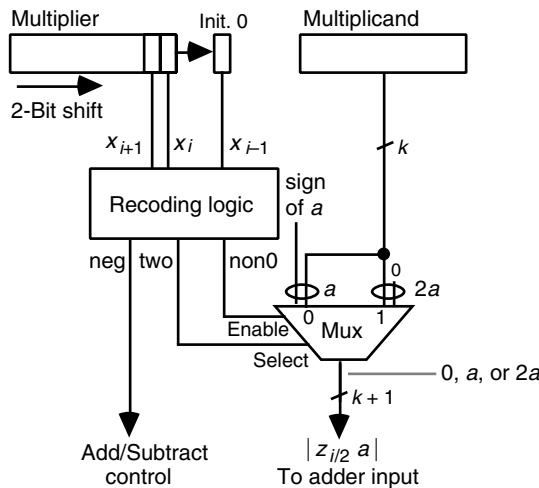 Multiplier
Init. 0
Multiplicand
2-Bit shift
x_{i+1}
x_i
x_{i–1}
k
Recoding logic
sign
of a
neg
two
non0
0
a
2a
0
1
Mux
Enable
Select
0, a, or 2a
k + 1
Add/Subtract
control
| z_{i/2} a |
To adder input